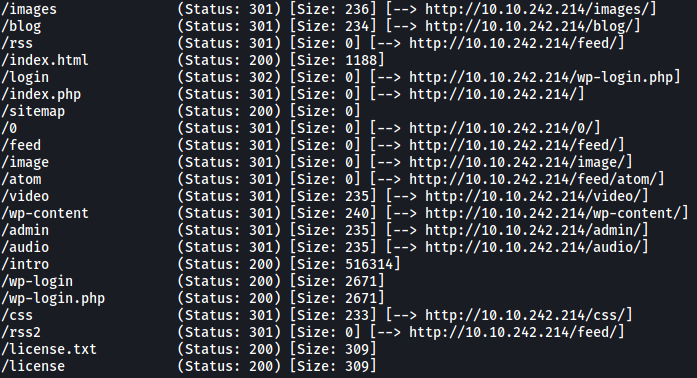 /images (Status: 301) [Size: 236] [--> http://10.10.242.214/images/]
/blog (Status: 301) [Size: 234] [--> http://10.10.242.214/blog/]
/rss (Status: 301) [Size: 0] [--> http://10.10.242.214/feed/]
/index.html (Status: 200) [Size: 1188]
/login (Status: 302) [Size: 0] [--> http://10.10.242.214/wp-login.php]
/index.php (Status: 301) [Size: 0] [--> http://10.10.242.214/]
/sitemap (Status: 200) [Size: 0]
/0 (Status: 301) [Size: 0] [--> http://10.10.242.214/0/]
/feed (Status: 301) [Size: 0] [--> http://10.10.242.214/feed/]
/image (Status: 301) [Size: 0] [--> http://10.10.242.214/image/]
/atom (Status: 301) [Size: 0] [--> http://10.10.242.214/feed/atom/]
/video (Status: 301) [Size: 235] [--> http://10.10.242.214/video/]
/wp-content (Status: 301) [Size: 240] [--> http://10.10.242.214/wp-content/]
/admin (Status: 301) [Size: 235] [--> http://10.10.242.214/admin/]
/audio (Status: 301) [Size: 235] [--> http://10.10.242.214/audio/]
/intro (Status: 200) [Size: 516314]
/wp-login (Status: 200) [Size: 2671]
/wp-login.php (Status: 200) [Size: 2671]
/css (Status: 301) [Size: 233] [--> http://10.10.242.214/css/]
/rss2 (Status: 301) [Size: 0] [--> http://10.10.242.214/feed/]
/license.txt (Status: 200) [Size: 309]
/license (Status: 200) [Size: 309]